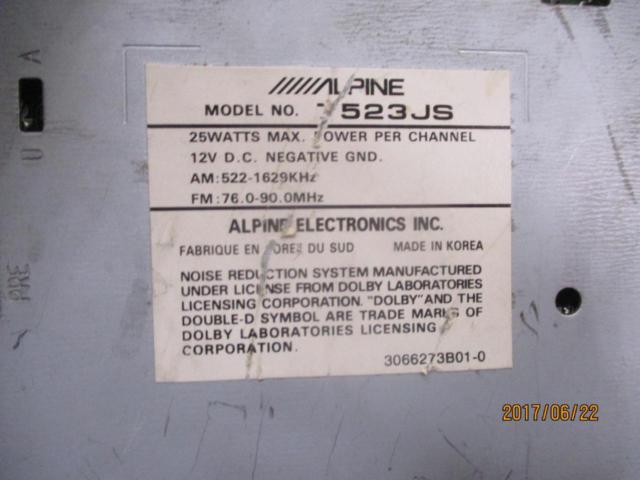 ALPINE
MODEL NO. 7523JS
25WATTS MAX. POWER PER CHANNEL
12V D.C. NEGATIVE GND.
AM:522-1629KHz
FM:76.0-90.0MHz
ALPINE ELECTRONICS INC.
FABRIQUE EN COREE DU SUD MADE IN KOREA
NOISE REDUCTION SYSTEM MANUFACTURED
UNDER LICENSE FROM DOLBY LABORATORIES
LICENSING CORPORATION. "DOLBY" AND THE
DOUBLE-D SYMBOL ARE TRADE MARKS OF
DOLBY LABORATORIES LICENSING
CORPORATION.
3066273B01-0
A
U
PRE
2017/06/22